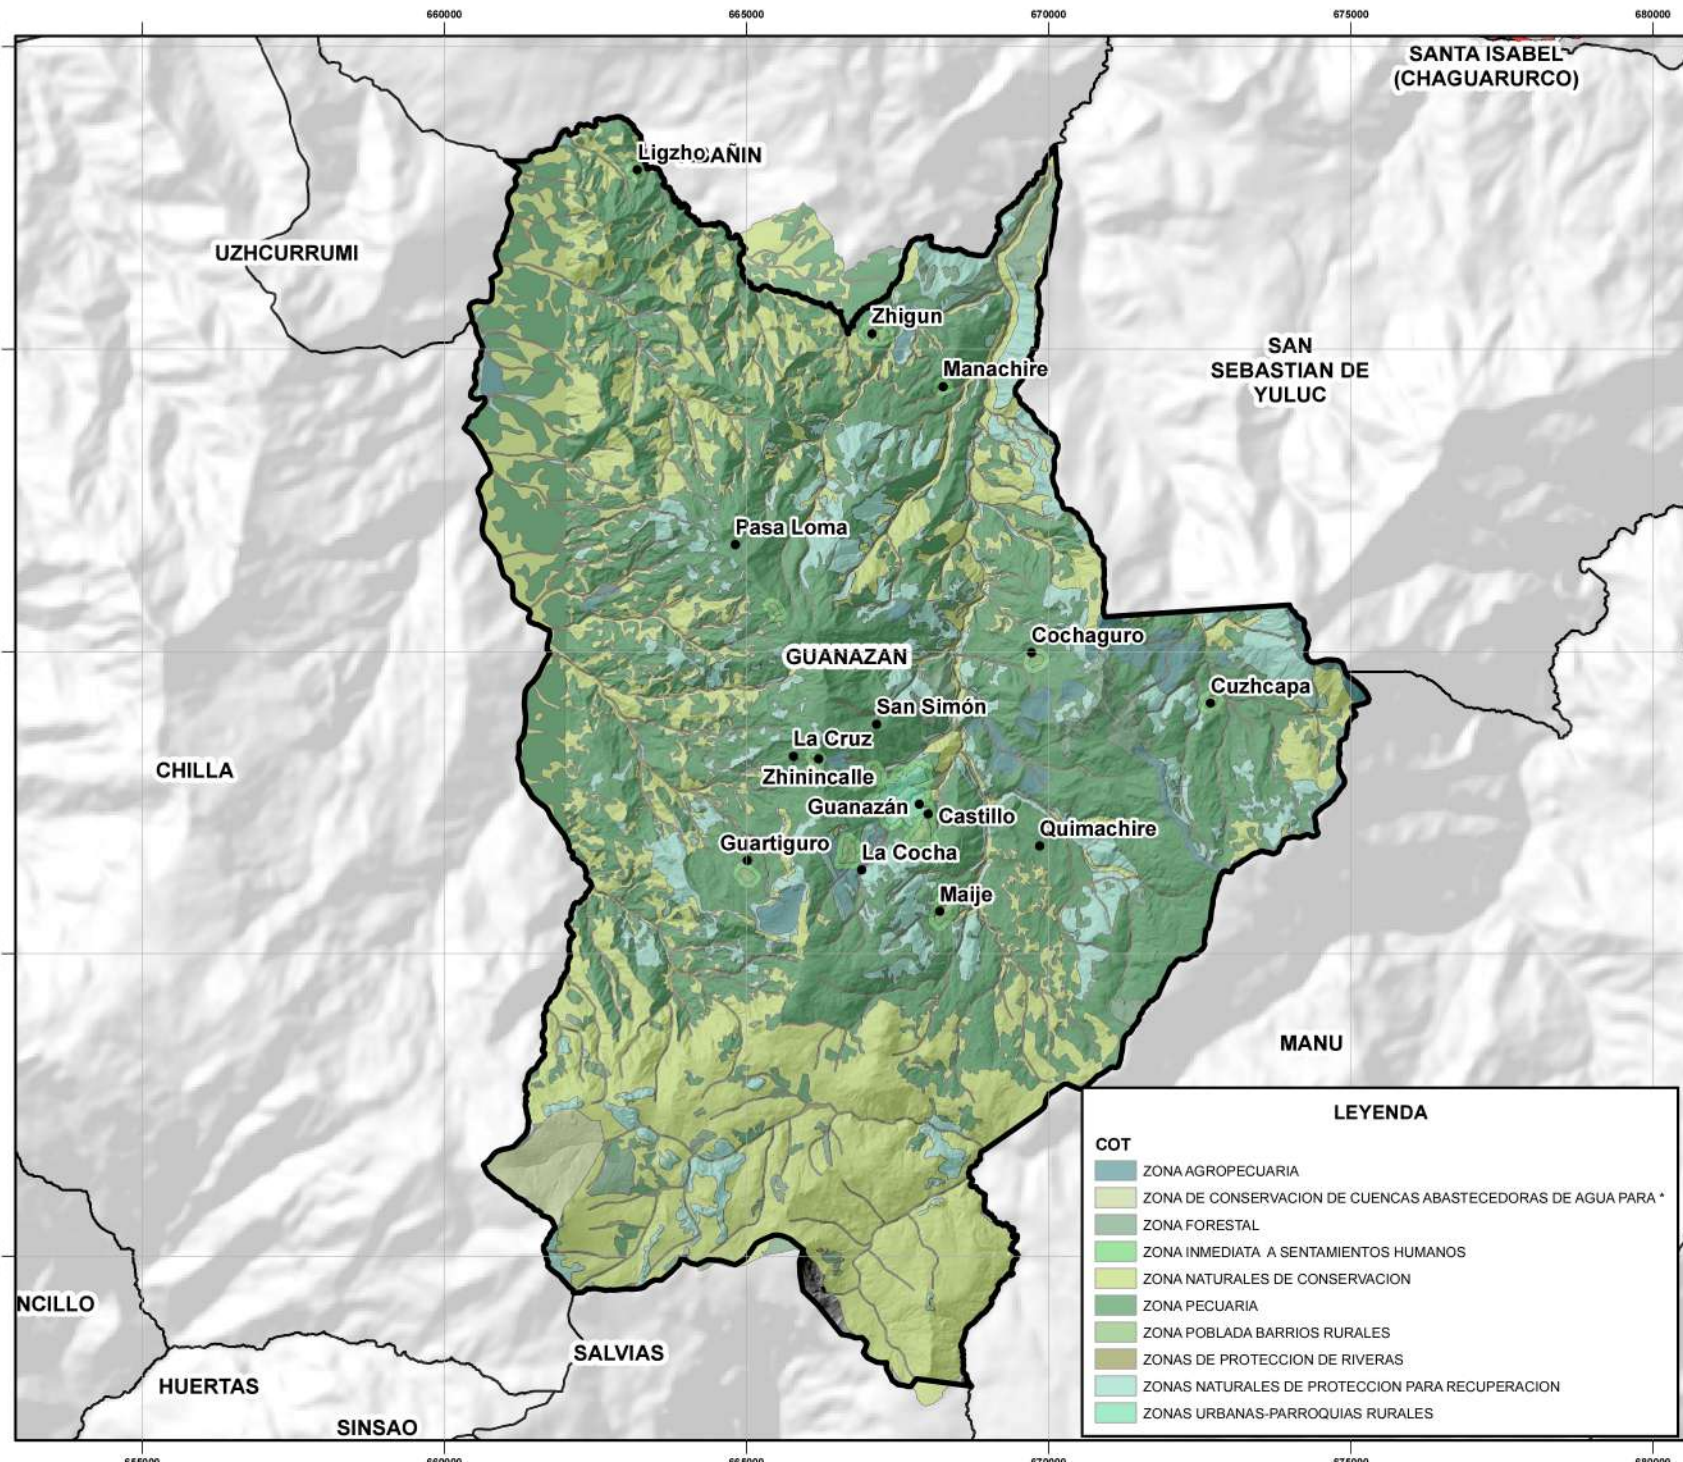 660000 665000 670000 675000 680000
SANTA ISABEL
(CHAGUARURCO)
Ligzho
AÑIN
UZHCURRUMI
Zhigun
SAN
SEBASTIAN DE
YULUC
Manachire
Pasa Loma
Cochaguro
GUANAZAN
Cuzhcapa
San Simón
La Cruz
CHILLA
Zhinincalle
Guanazán
Castillo
Quimachire
Guartiguro
La Cocha
Maije
MANU
LEYENDA
COT
ZONA AGROPECUARIA
ZONA DE CONSERVACION DE CUENCAS ABASTECEDORAS DE AGUA PARA *
ZONA FORESTAL
ZONA INMEDIATA A SENTAMIENTOS HUMANOS
ZONA NATURALES DE CONSERVACION
ZONA PECUARIA
ZONA POBLADA BARRIOS RURALES
ZONAS DE PROTECCION DE RIVERAS
ZONAS NATURALES DE PROTECCION PARA RECUPERACION
ZONAS URBANAS-PARROQUIAS RURALES
NCILLO
SALVIAS
HUERTAS
SINSAO